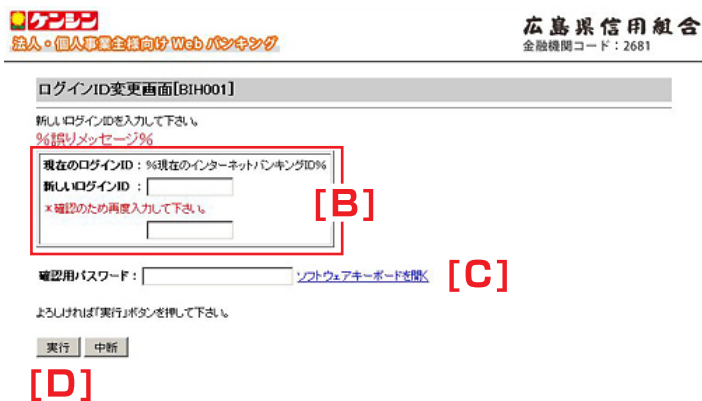 ケンシン
法人・個人事業主様向けWebバンキング
広島県信用組合
金融機関コード：2681
ログインID変更画面[BIH001]
新しいログインIDを入力して下さい。
%誤りメッセージ%
現在のログインID：%現在のインターネットバンキングID%
新しいログインID：
×確認のため再度入力して下さい。
[B]
確認用パスワード：
ソフトウェアキーボードを開く
[C]
よろしければ「実行」ボタンを押して下さい。
実行 中断
[D]